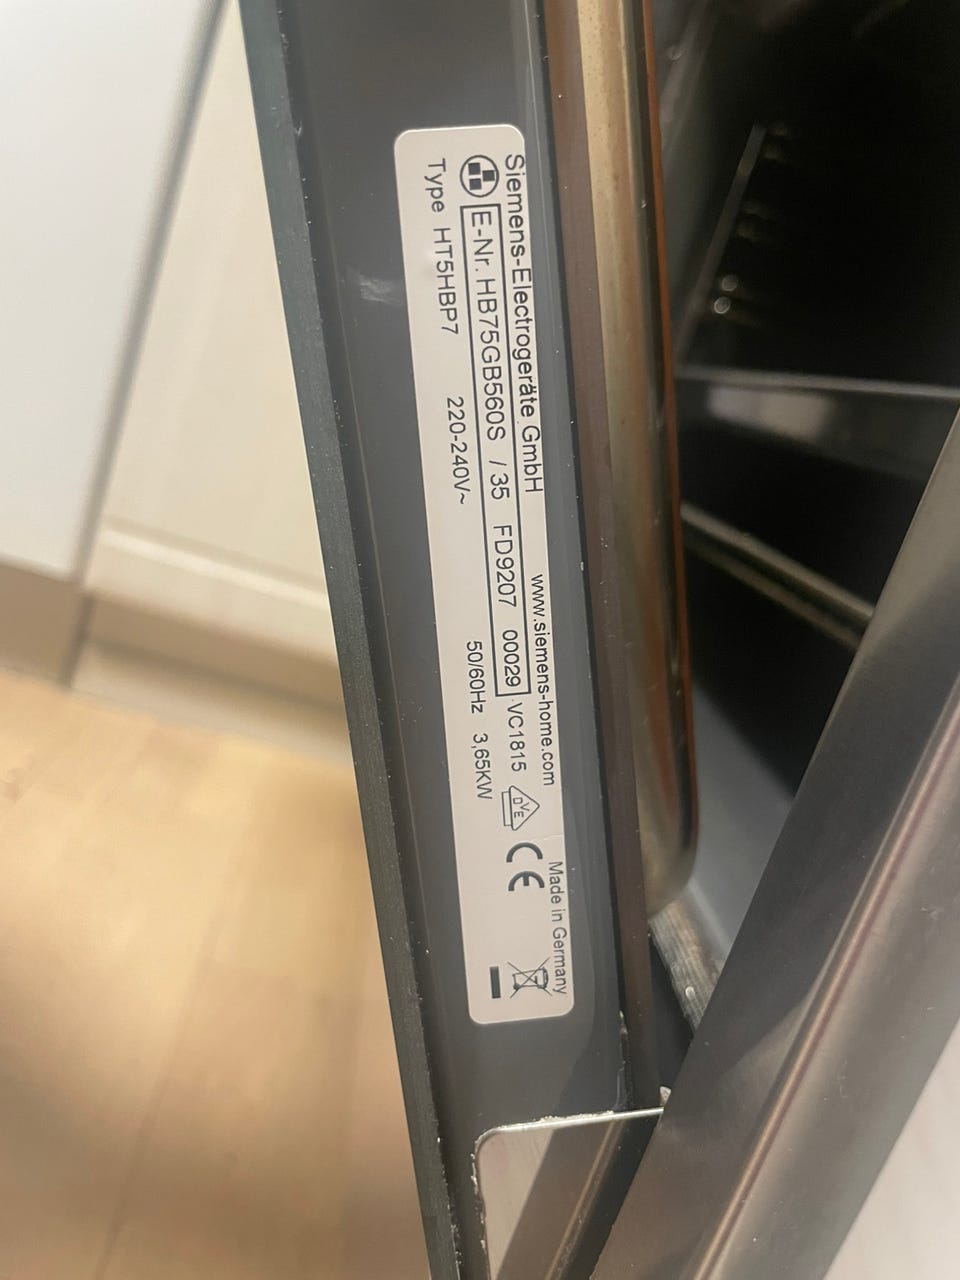 Siemens-Electrogeräte GmbH www.siemens-home.com Made in Germany
E-Nr. HB75GB560S / 35 FD9207 00029 VC1815 DVE CE
Type HT5HBP7 220-240V~ 50/60Hz 3,65KW